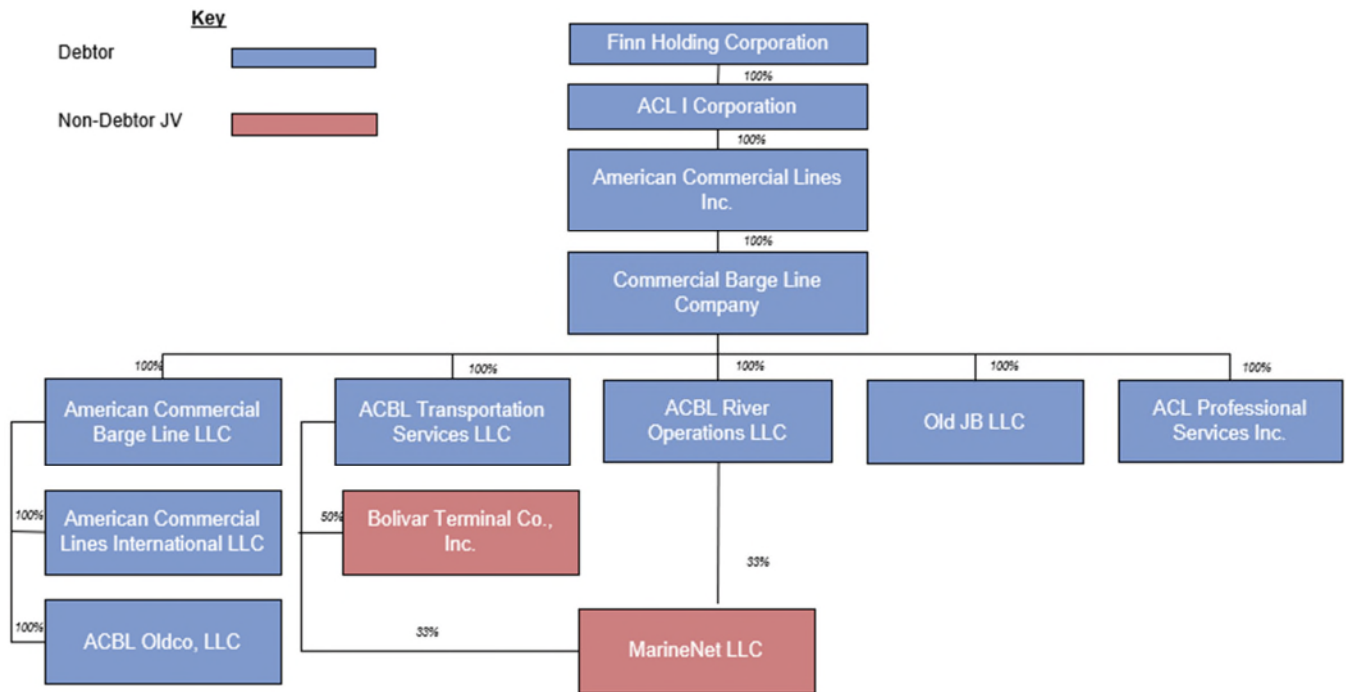 Key
Debtor
Non-Debtor JV
Finn Holding Corporation
100%
ACL I Corporation
100%
American Commercial Lines
Inc.
100%
Commercial Barge Line
Company
100%
100%
100%
100%
100%
American Commercial
Barge Line LLC
ACBL Transportation
Services LLC
ACBL River
Operations LLC
Old JB LLC
ACL Professional
Services Inc.
100%
American Commercial
Lines International LLC
50%
Bolivar Terminal Co.,
Inc.
33%
100%
ACBL Oldco, LLC
33%
MarineNet LLC